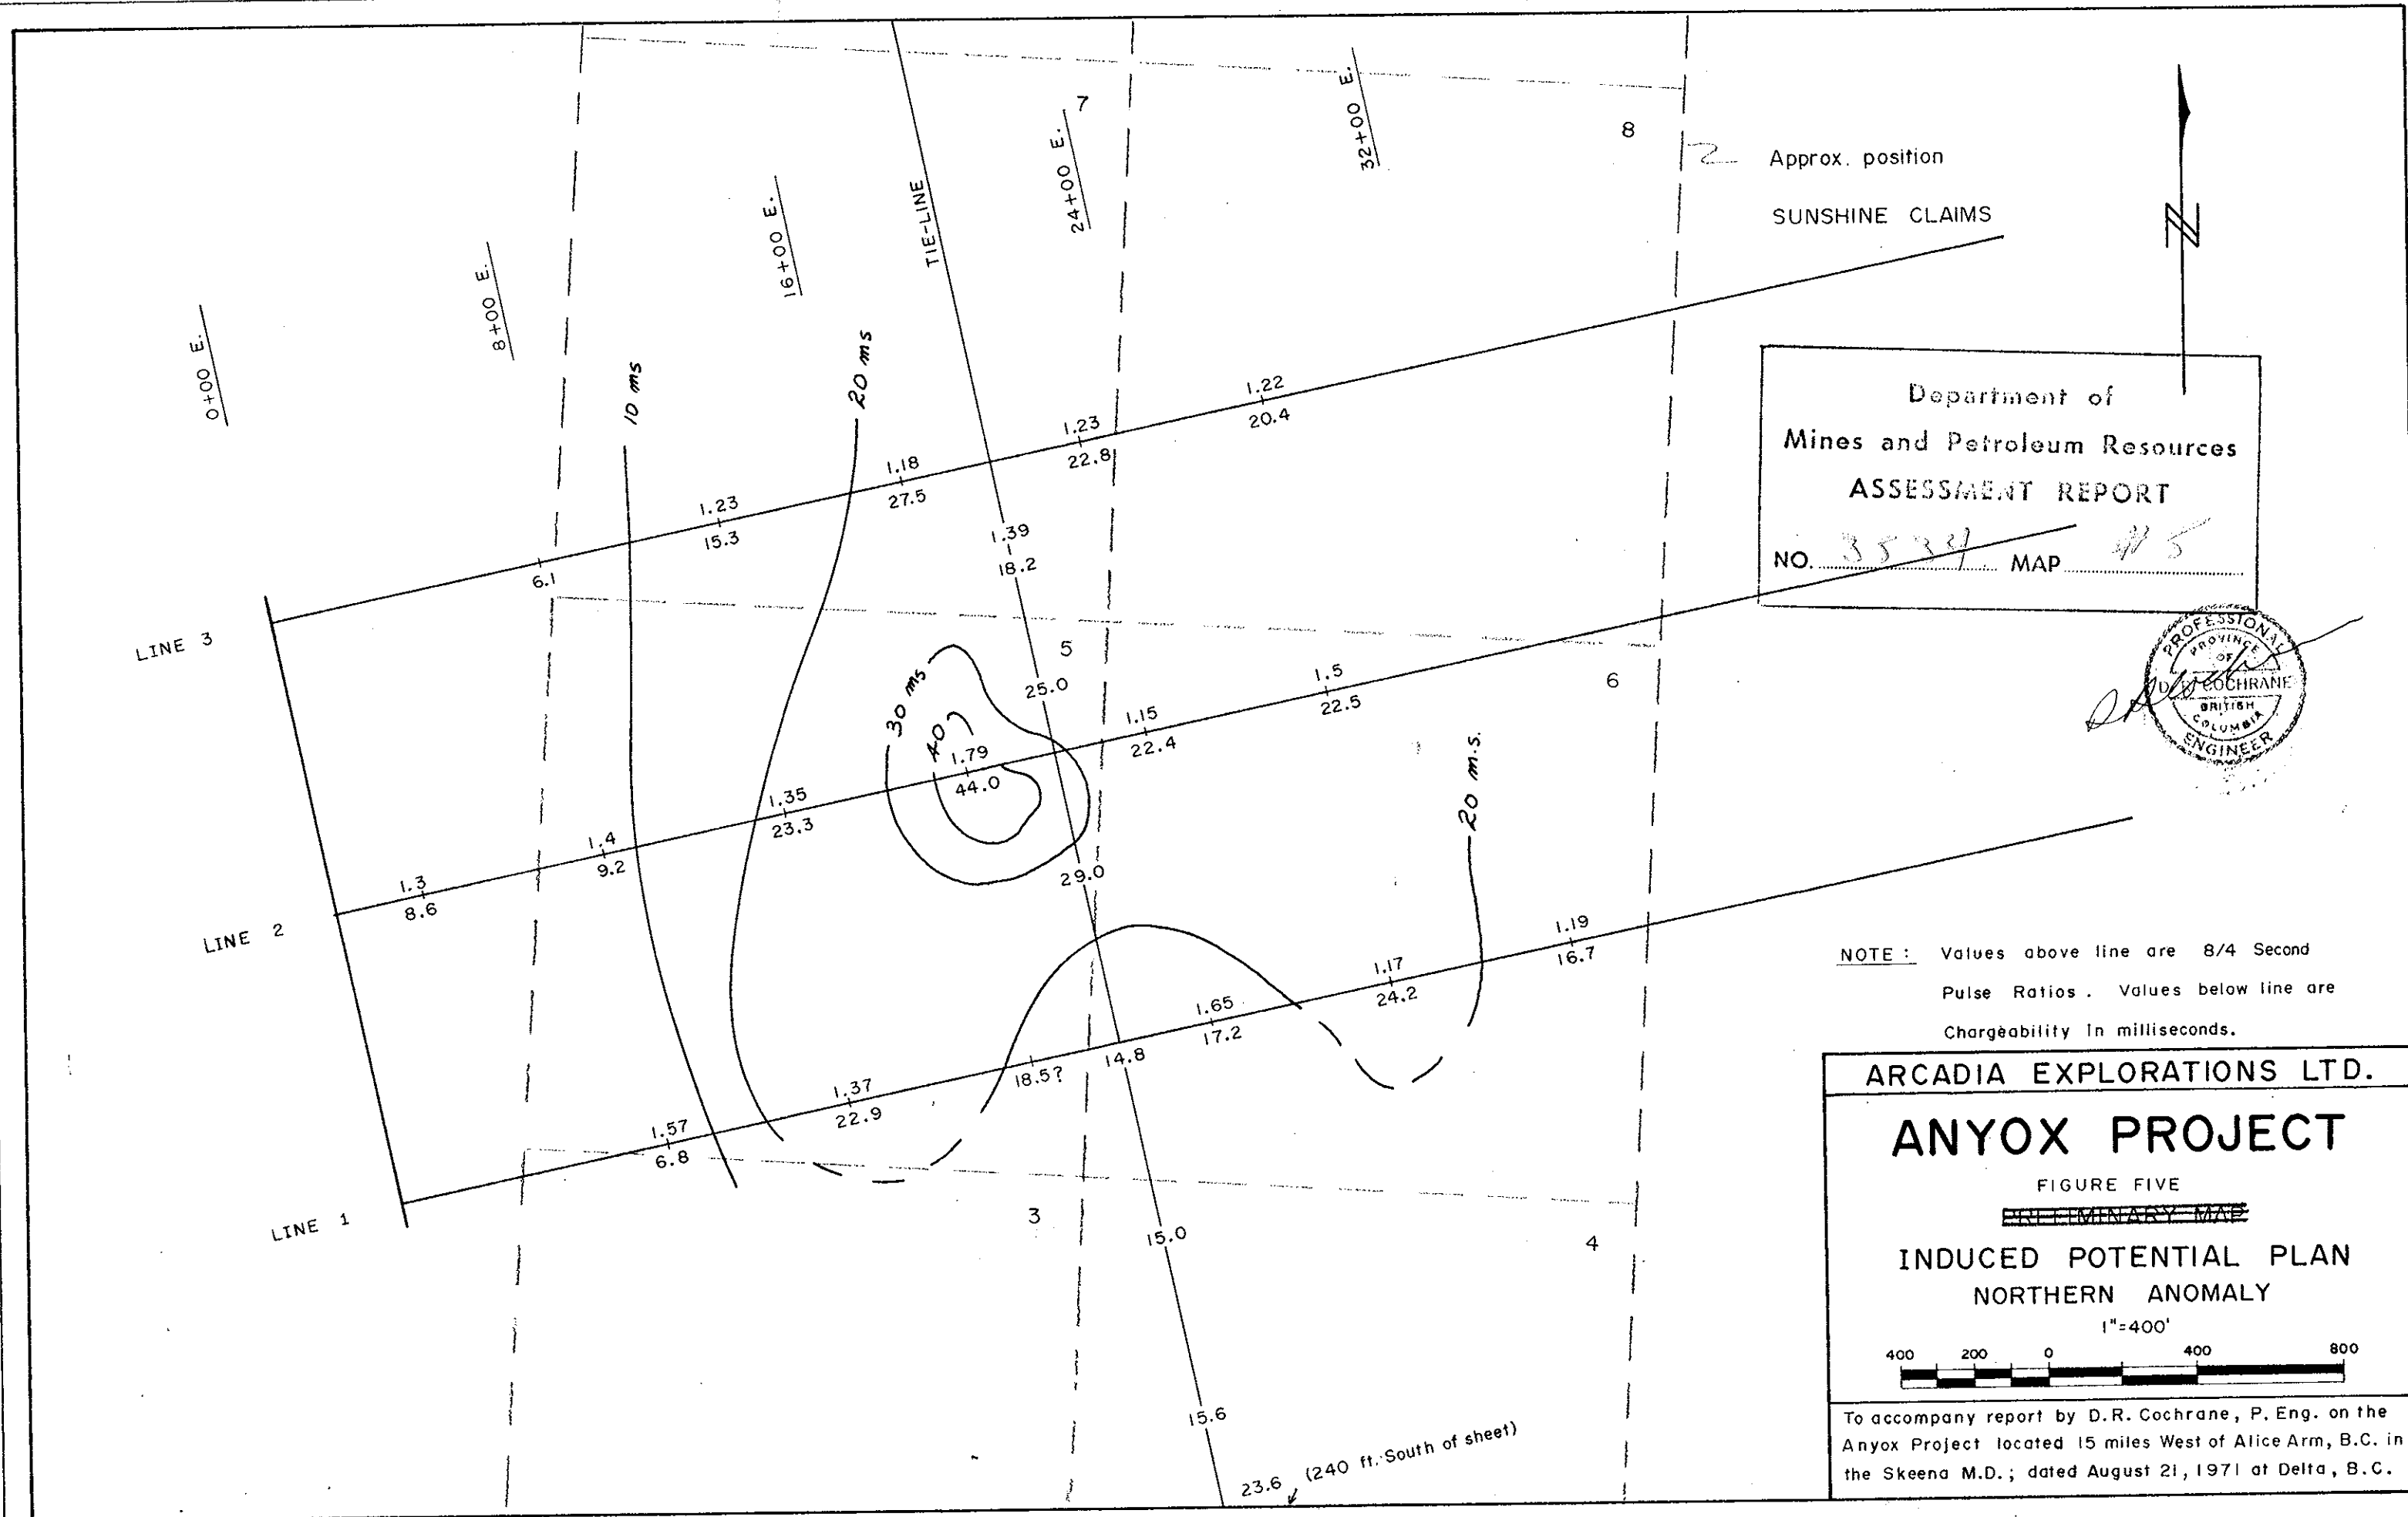 0+00 E.
8+00 E.
16+00 E.
TIE-LINE
24+00 E.
7
32+00 E.
8
Approx. position
SUNSHINE CLAIMS
N
10 ms
20 ms
Department of
Mines and Petroleum Resources
ASSESSMENT REPORT
NO. 3534 MAP #5
PROFESSIONAL
PROVINCE
OF
D. R. COCHRANE
BRITISH
COLUMBIA
ENGINEER
LINE 3
6.1
1.23
15.3
1.18
27.5
1.23
22.8
1.22
20.4
1.39
18.2
5
25.0
6
30 ms
40
LINE 2
1.3
8.6
1.4
9.2
1.35
23.3
1.79
44.0
1.15
22.4
1.5
22.5
29.0
20 m.s.
LINE 1
1.57
6.8
1.37
22.9
18.5?
14.8
1.65
17.2
1.17
24.2
1.19
16.7
3
15.0
4
15.6
23.6 (240 ft. South of sheet)
NOTE : Values above line are 8/4 Second
Pulse Ratios . Values below line are
Chargeability in milliseconds.
ARCADIA EXPLORATIONS LTD.
ANYOX PROJECT
FIGURE FIVE
PRELIMINARY MAP
INDUCED POTENTIAL PLAN
NORTHERN ANOMALY
1"=400'
400 200 0 400 800
To accompany report by D.R. Cochrane, P. Eng. on the
Anyox Project located 15 miles West of Alice Arm, B.C. in
the Skeena M.D.; dated August 21, 1971 at Delta, B.C.